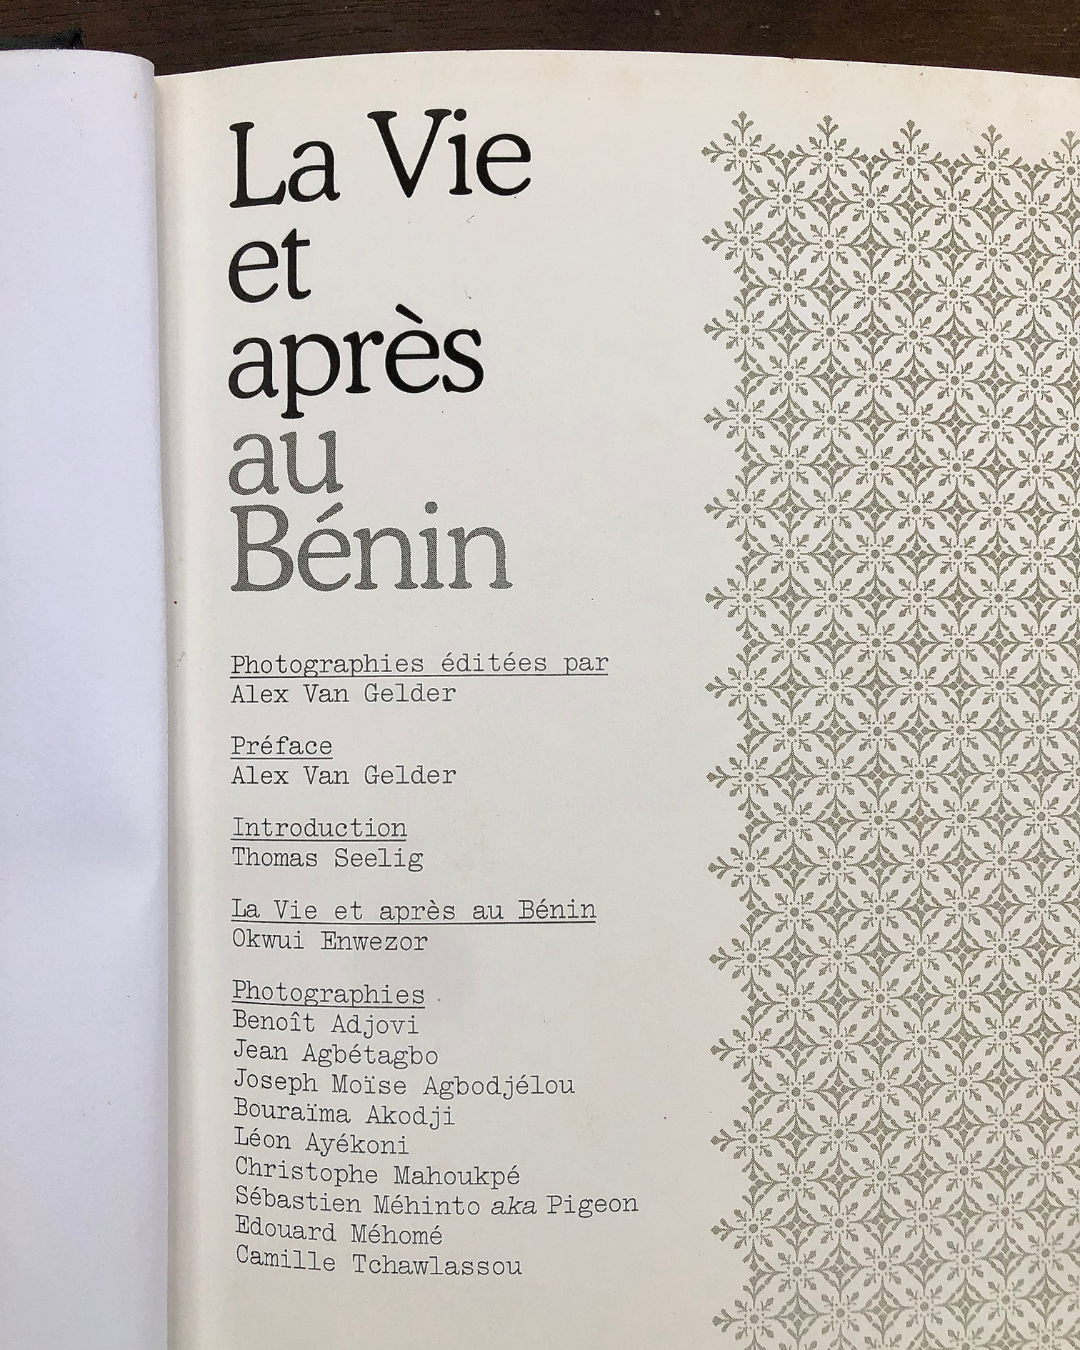 La Vie
et
après
au
Bénin
Photographies éditées par
Alex Van Gelder
Préface
Alex Van Gelder
Introduction
Thomas Seelig
La Vie et après au Bénin
Okwui Enwezor
Photographies
Benoît Adjovi
Jean Agbétagbo
Joseph Moïse Agbodjélou
Bouraïma Akodji
Léon Ayékoni
Christophe Mahoukpé
Sébastien Méhinto aka Pigeon
Edouard Méhomé
Camille Tchawlassou